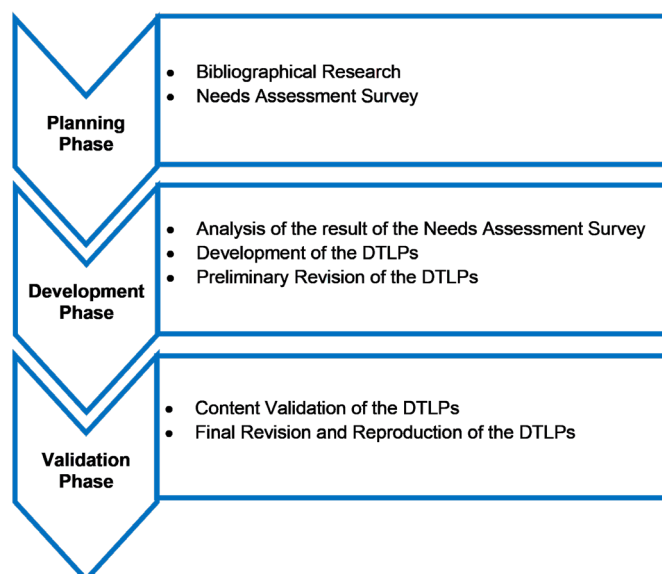 Planning
Phase
• Bibliographical Research
• Needs Assessment Survey
Development
Phase
• Analysis of the result of the Needs Assessment Survey
• Development of the DTLPs
• Preliminary Revision of the DTLPs
Validation
Phase
• Content Validation of the DTLPs
• Final Revision and Reproduction of the DTLPs